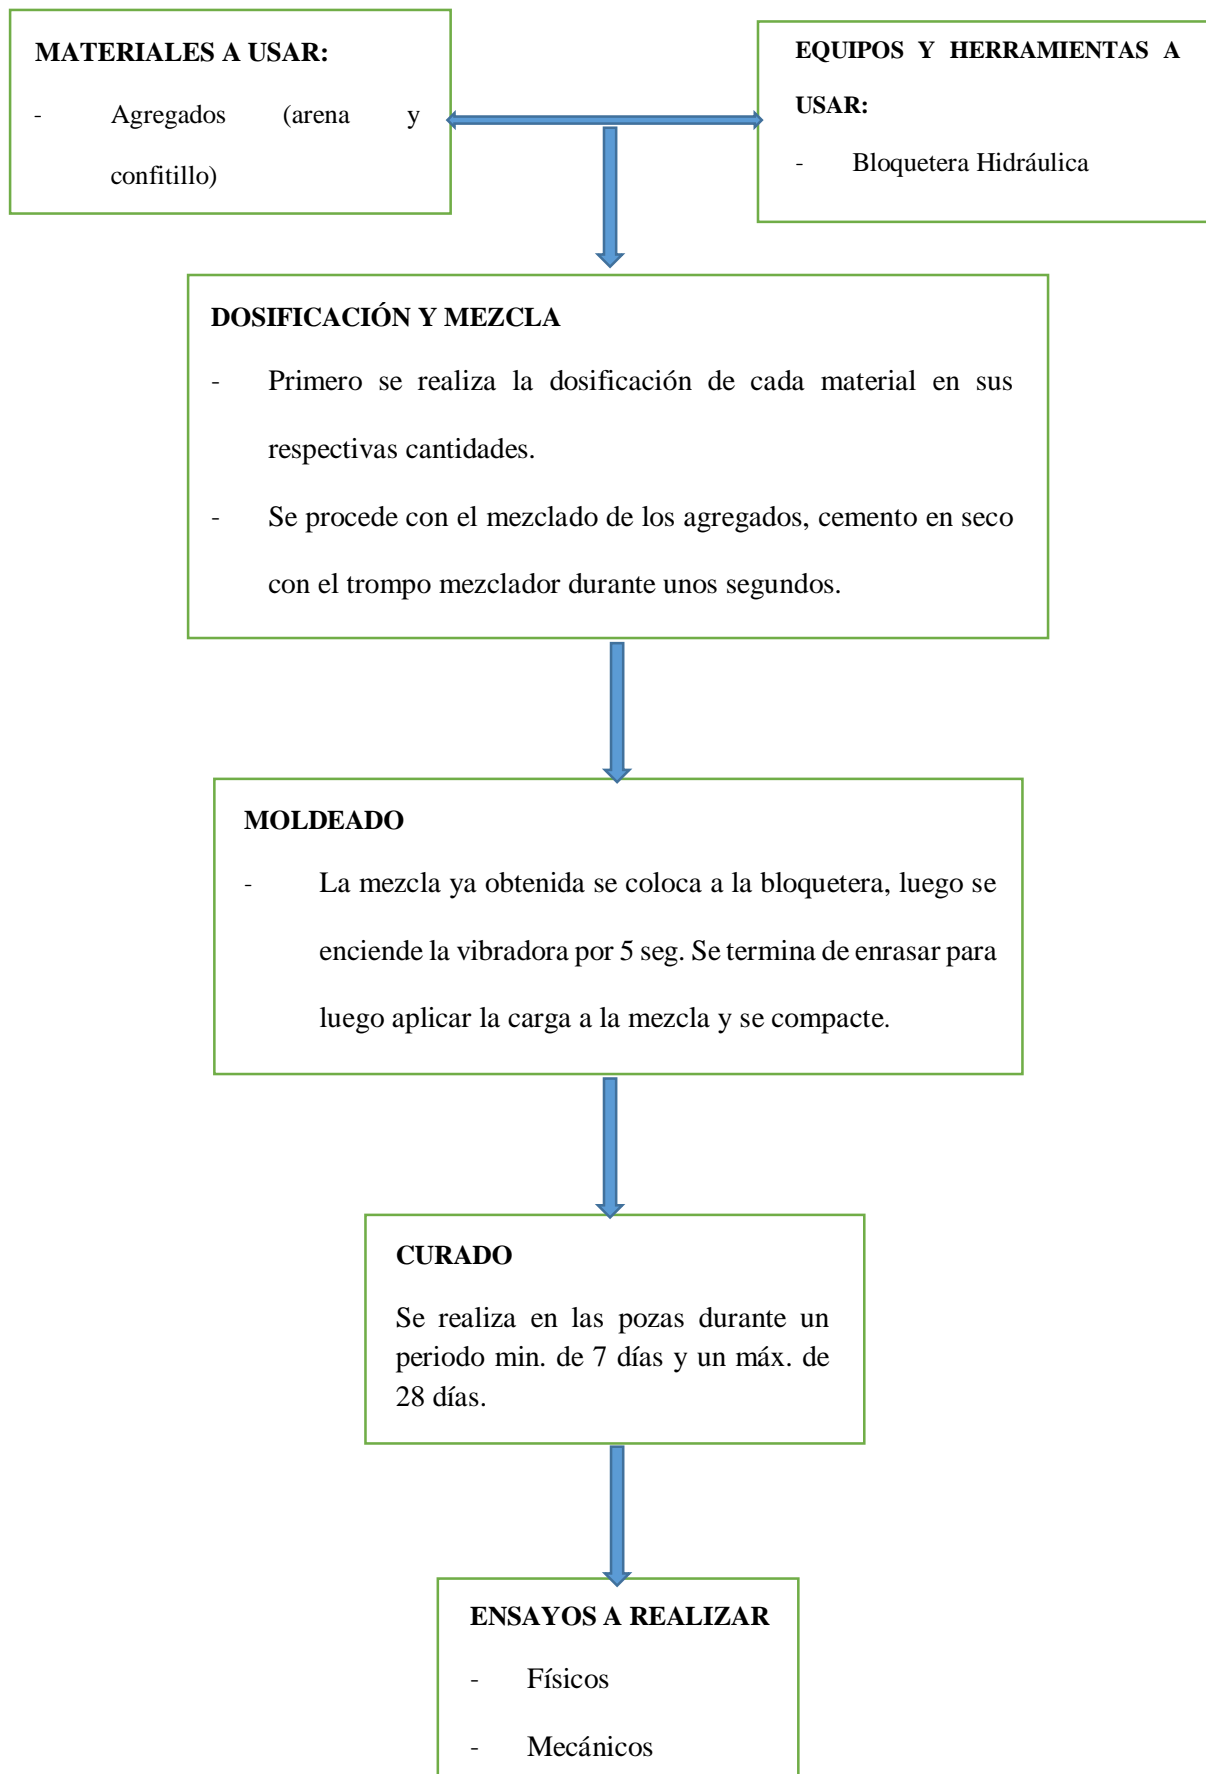 MATERIALES A USAR:
- Agregados (arena y
confitillo)
EQUIPOS Y HERRAMIENTAS A
USAR:
- Bloquetera Hidráulica
DOSIFICACIÓN Y MEZCLA
- Primero se realiza la dosificación de cada material en sus
respectivas cantidades.
- Se procede con el mezclado de los agregados, cemento en seco
con el trompo mezclador durante unos segundos.
MOLDEADO
- La mezcla ya obtenida se coloca a la bloquetera, luego se
enciende la vibradora por 5 seg. Se termina de enrasar para
luego aplicar la carga a la mezcla y se compacte.
CURADO
Se realiza en las pozas durante un
periodo min. de 7 días y un máx. de
28 días.
ENSAYOS A REALIZAR
- Físicos
- Mecánicos